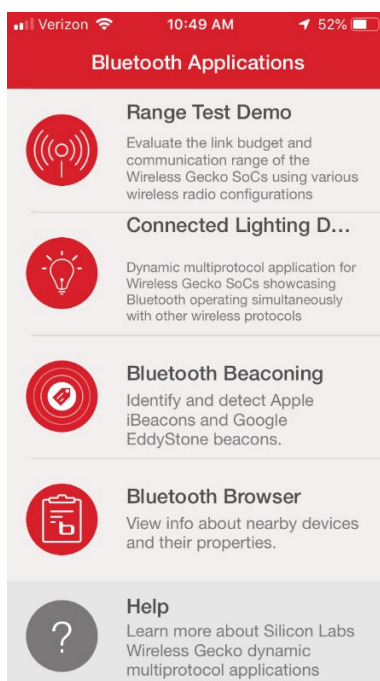 Verizon 10:49 AM 52%
Bluetooth Applications
Range Test Demo
Evaluate the link budget and
communication range of the
Wireless Gecko SoCs using various
wireless radio configurations
Connected Lighting D...
Dynamic multiprotocol application for
Wireless Gecko SoCs showcasing
Bluetooth operating simultaneously
with other wireless protocols
Bluetooth Beaconing
Identify and detect Apple
iBeacons and Google
EddyStone beacons.
Bluetooth Browser
View info about nearby devices
and their properties.
?
Help
Learn more about Silicon Labs
Wireless Gecko dynamic
multiprotocol applications